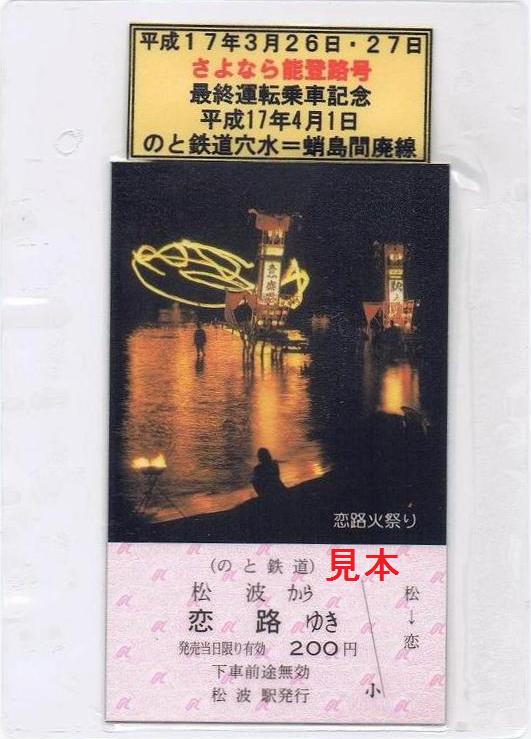 平成１７年３月２６日・２７日
さよなら能登路号
最終運転乗車記念
平成17年4月1日
のと鉄道穴水＝蛸島間廃線
恋路火祭り
(のと鉄道)
見本
松波から
恋路ゆき
発売当日限り有効 200円
下車前途無効
松波駅発行
松
↓
恋
小